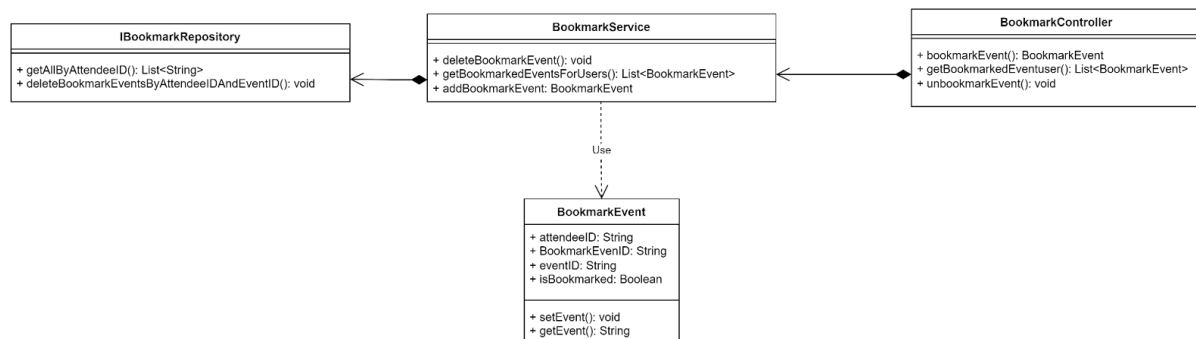 IBookmarkRepository
+ getAllByAttendeeID(): List<String>
+ deleteBookmarkEventsByAttendeeIDAndEventID(): void
BookmarkService
+ deleteBookmarkEvent(): void
+ getBookmarkedEventsForUsers(): List<BookmarkEvent>
+ addBookmarkEvent: BookmarkEvent
BookmarkController
+ bookmarkEvent(): BookmarkEvent
+ getBookmarkedEventuser(): List<BookmarkEvent>
+ unbookmarkEvent(): void
Use
BookmarkEvent
+ attendeeID: String
+ BookmarkEvenID: String
+ eventID: String
+ isBookmarked: Boolean
+ setEvent(): void
+ getEvent(): String